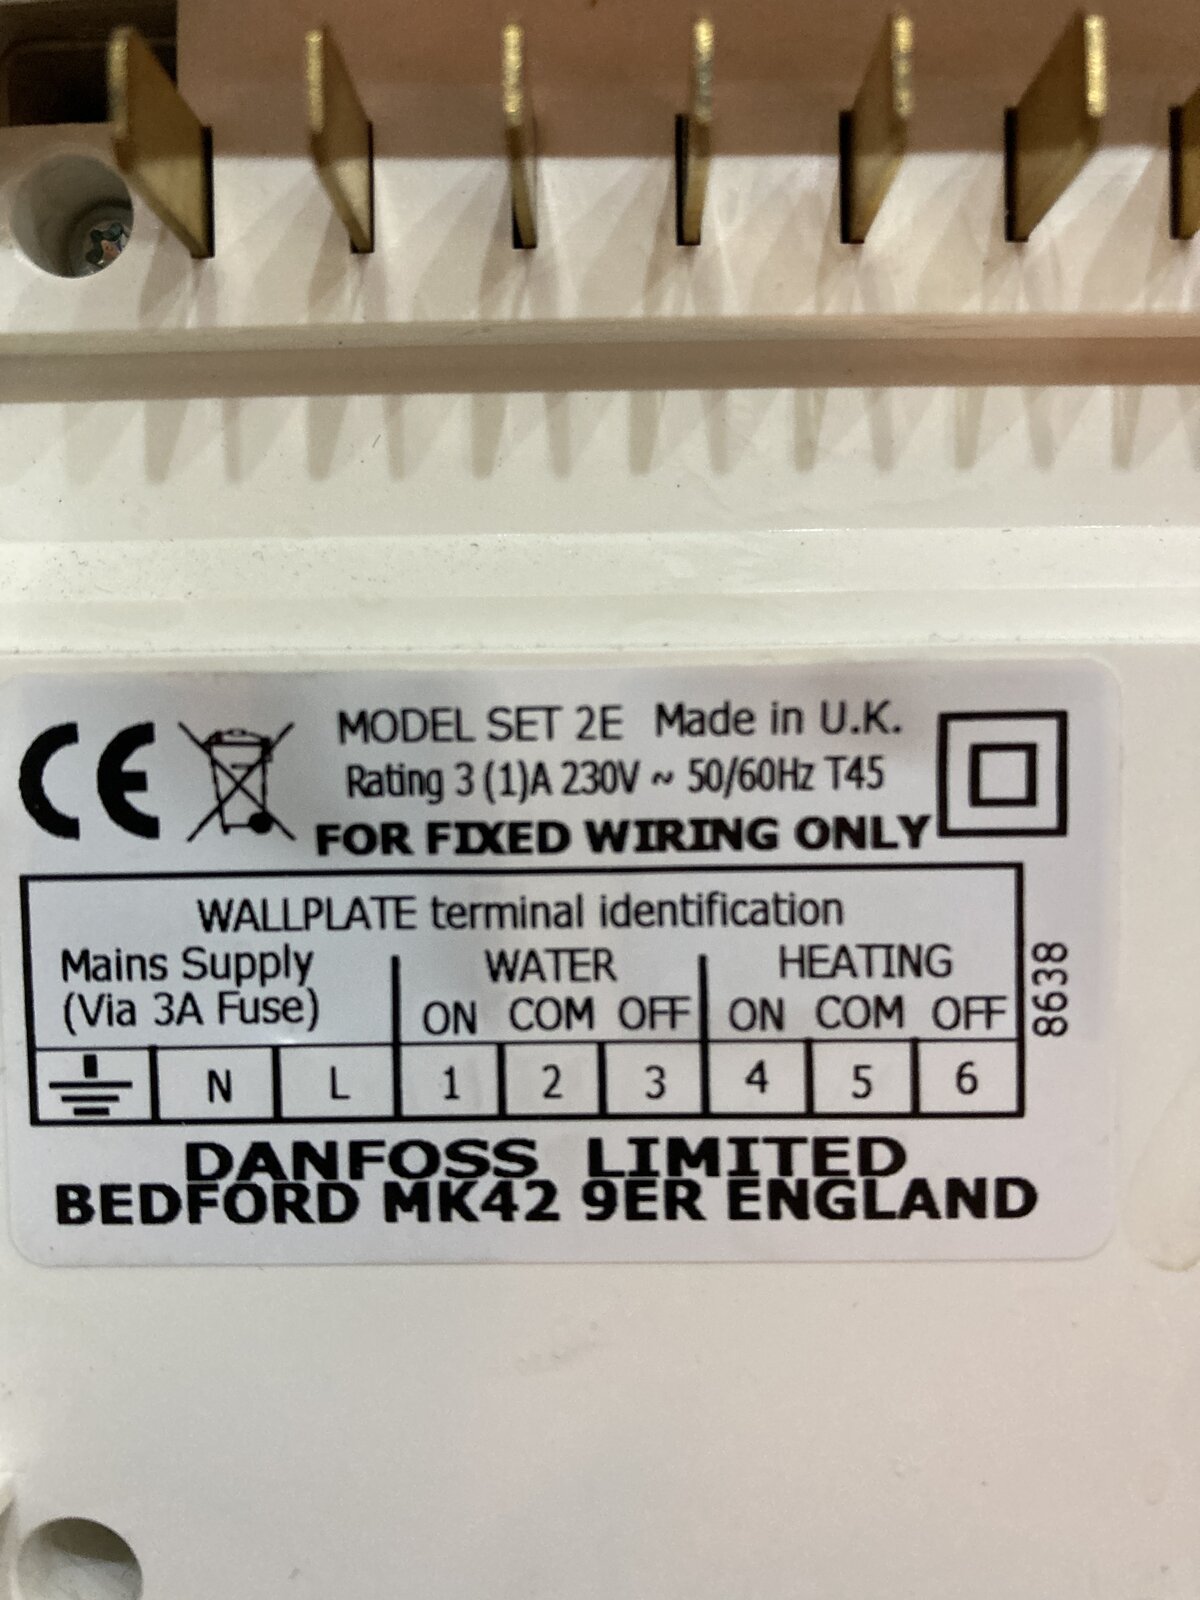 CE MODEL SET 2E Made in U.K.
Rating 3 (1)A 230V ~ 50/60Hz T45
FOR FIXED WIRING ONLY
WALLPLATE terminal identification
Mains Supply WATER HEATING
(Via 3A Fuse) ON COM OFF ON COM OFF
N L 1 2 3 4 5 6
8638
DANFOSS LIMITED
BEDFORD MK42 9ER ENGLAND